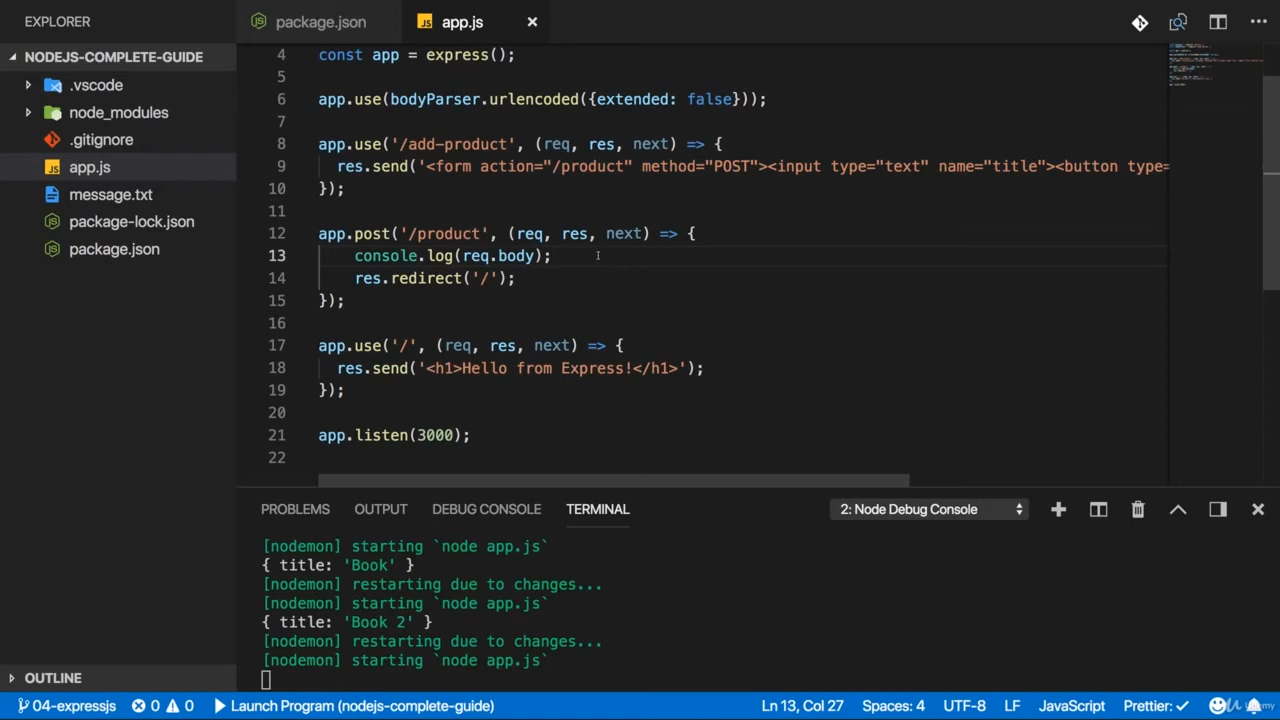 EXPLORER
package.json
app.js
NODEJS-COMPLETE-GUIDE
.vscode
node_modules
.gitignore
app.js
message.txt
package-lock.json
package.json
4 const app = express();
5
6 app.use(bodyParser.urlencoded({extended: false}));
7
8 app.use('/add-product', (req, res, next) => {
9 res.send('<form action="/product" method="POST"><input type="text" name="title"><button type=
10 });
11
12 app.post('/product', (req, res, next) => {
13 console.log(req.body);
14 res.redirect('/');
15 });
16
17 app.use('/', (req, res, next) => {
18 res.send('<h1>Hello from Express!</h1>');
19 });
20
21 app.listen(3000);
22
PROBLEMS OUTPUT DEBUG CONSOLE TERMINAL 2: Node Debug Console
[nodemon] starting `node app.js`
{ title: 'Book' }
[nodemon] restarting due to changes...
[nodemon] starting `node app.js`
{ title: 'Book 2' }
[nodemon] restarting due to changes...
[nodemon] starting `node app.js`
OUTLINE
04-expressjs 0 0 Launch Program (nodejs-complete-guide) Ln 13, Col 27 Spaces: 4 UTF-8 LF JavaScript Prettier: ✓